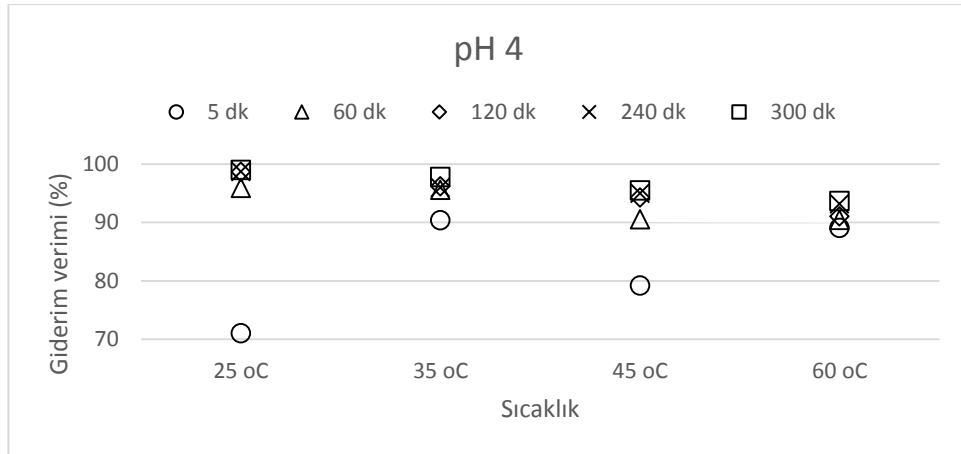 pH 4
5 dk 60 dk 120 dk 240 dk 300 dk
Giderim verimi (%)
100
90
80
70
25 oC 35 oC 45 oC 60 oC
Sıcaklık